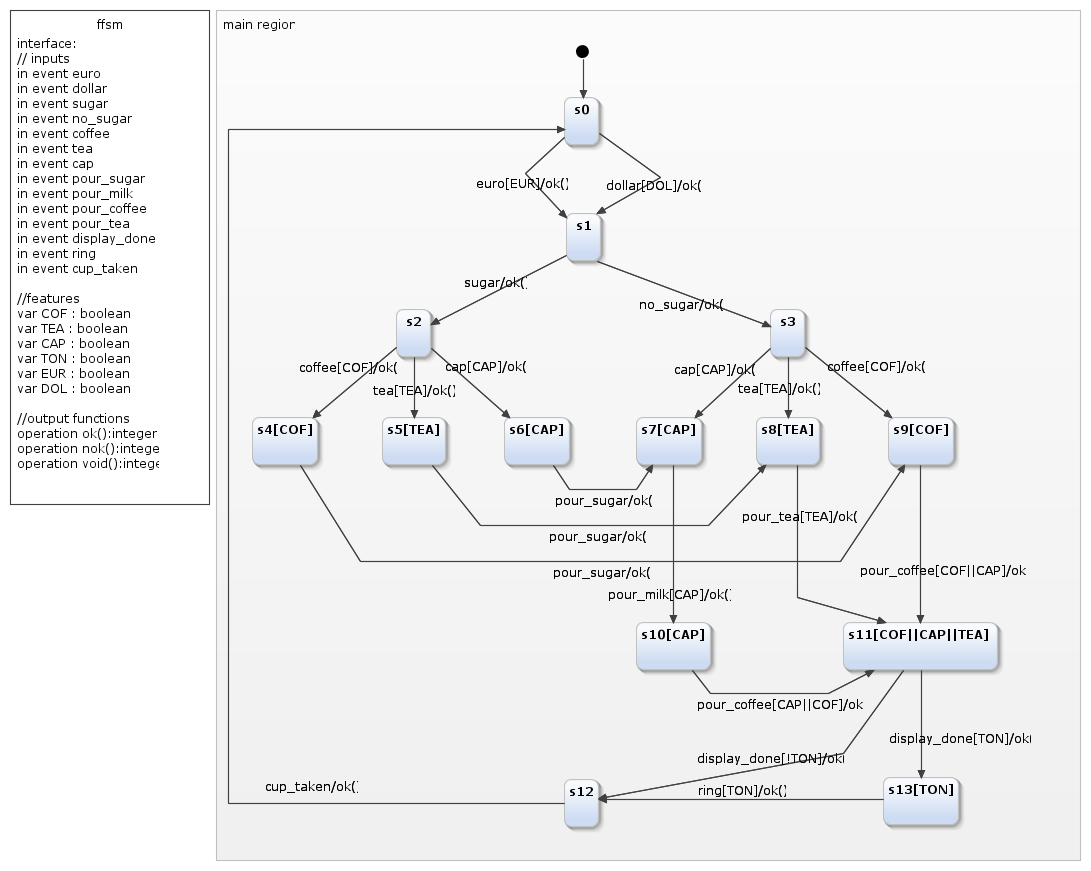 ffsm
interface:
// inputs
in event euro
in event dollar
in event sugar
in event no_sugar
in event coffee
in event tea
in event cap
in event pour_sugar
in event pour_milk
in event pour_coffee
in event pour_tea
in event display_done
in event ring
in event cup_taken
//features
var COF : boolean
var TEA : boolean
var CAP : boolean
var TON : boolean
var EUR : boolean
var DOL : boolean
//output functions
operation ok():integer
operation nok():intege
operation void():intege
main region
s0
euro[EUR]/ok()
dollar[DOL]/ok(
s1
sugar/ok()
no_sugar/ok(
s2
s3
coffee[COF]/ok(
cap[CAP]/ok(
tea[TEA]/ok()
cap[CAP]/ok(
tea[TEA]/ok()
coffee[COF]/ok(
s4[COF]
s5[TEA]
s6[CAP]
s7[CAP]
s8[TEA]
s9[COF]
pour_sugar/ok(
pour_tea[TEA]/ok(
pour_sugar/ok(
pour_sugar/ok(
pour_coffee[COF||CAP]/ok
pour_milk[CAP]/ok()
s10[CAP]
s11[COF||CAP||TEA]
pour_coffee[CAP||COF]/ok
display_done[TON]/ok(
display_done[!TON]/ok(
cup_taken/ok()
s12
ring[TON]/ok()
s13[TON]